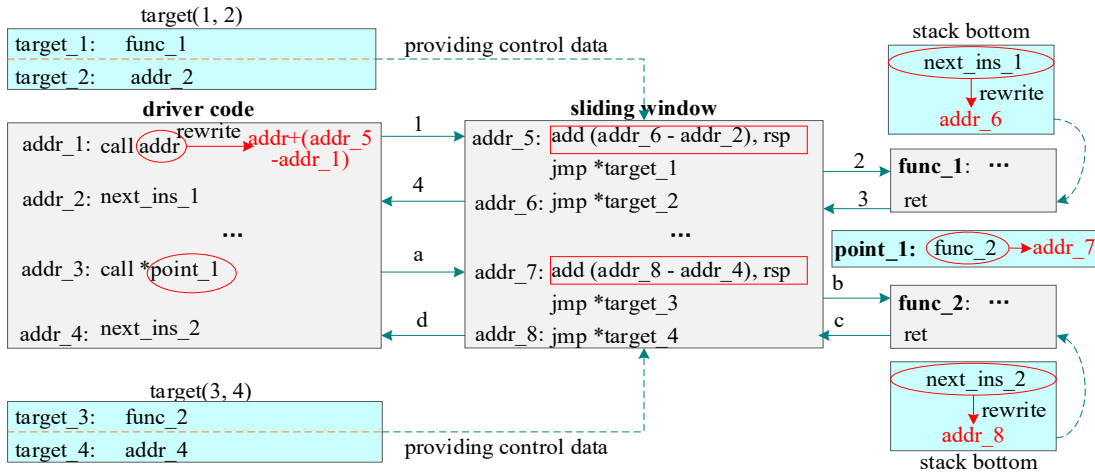 target(1, 2)
target_1: func_1
target_2: addr_2
providing control data
stack bottom
next_ins_1
rewrite
addr_6
driver code
addr_1: call addr
rewrite
addr+(addr_5
-addr_1)
addr_2: next_ins_1
...
addr_3: call *point_1
addr_4: next_ins_2
1
4
a
d
sliding window
addr_5: add (addr_6 - addr_2), rsp
jmp *target_1
addr_6: jmp *target_2
...
addr_7: add (addr_8 - addr_4), rsp
jmp *target_3
addr_8: jmp *target_4
2
3
b
c
func_1: ...
ret
point_1: func_2 addr_7
func_2: ...
ret
next_ins_2
rewrite
addr_8
stack bottom
target(3, 4)
target_3: func_2
target_4: addr_4
providing control data